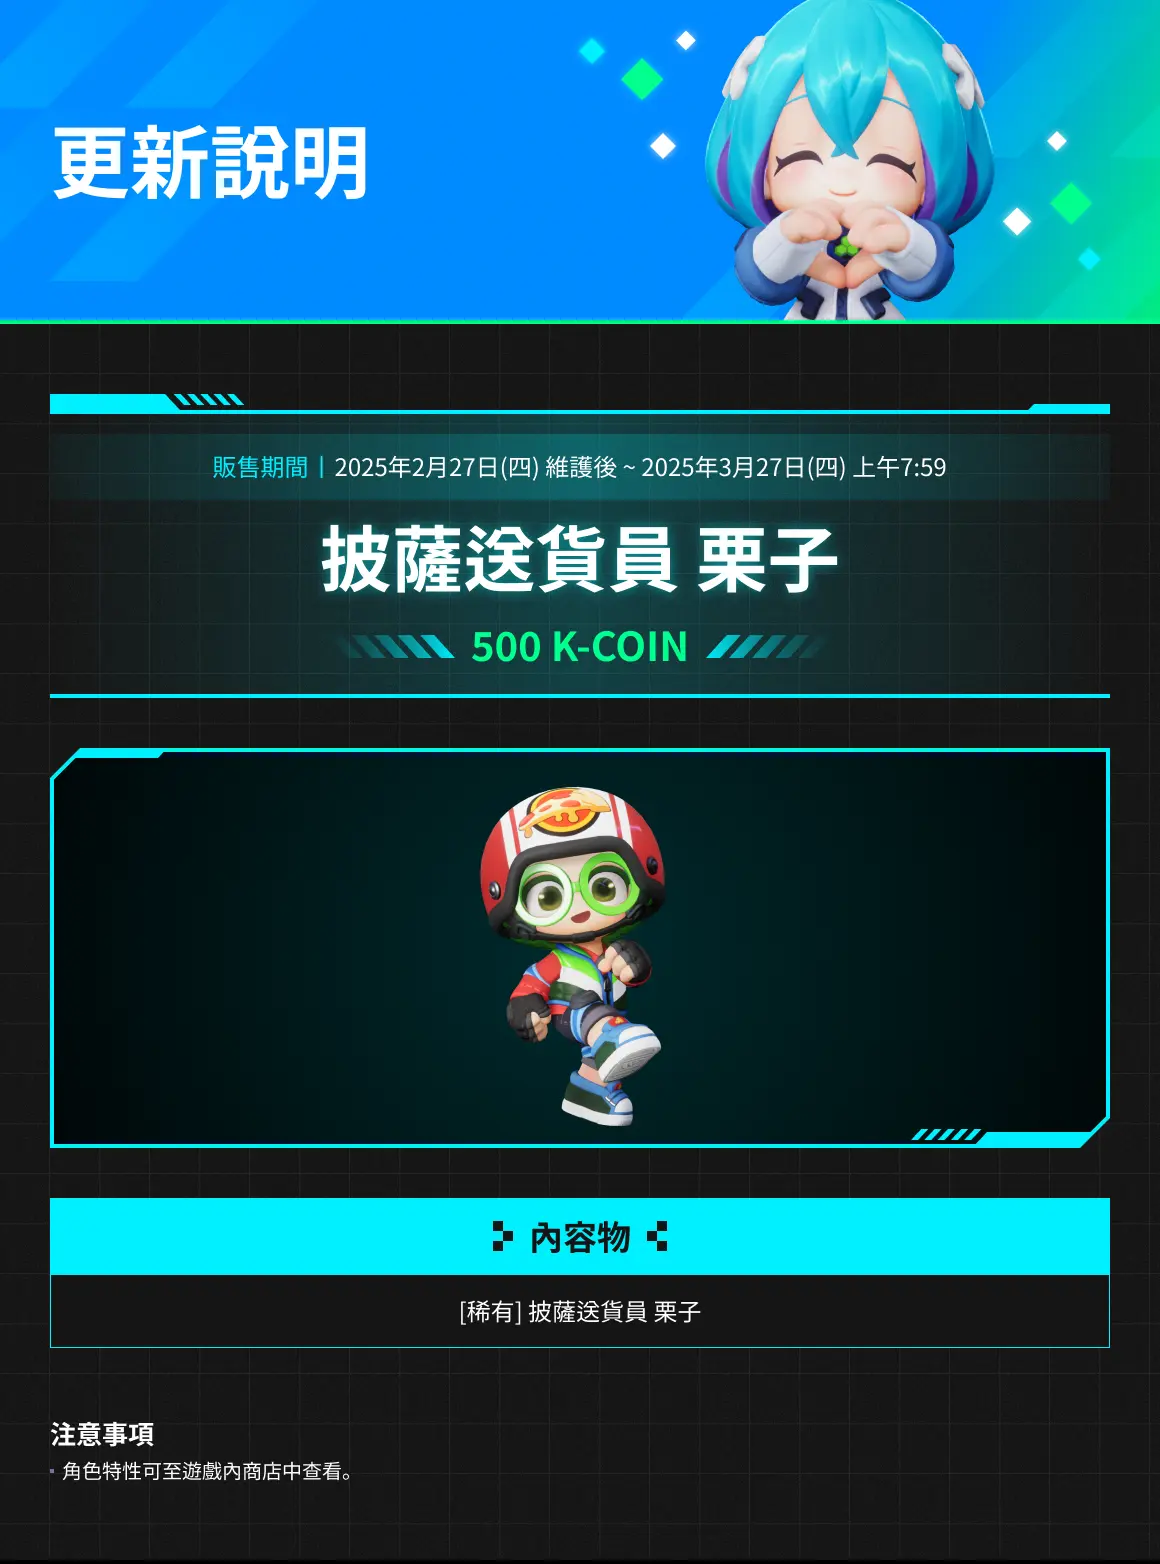 更新說明
販售期間 | 2025年2月27日(四) 維護後 ~ 2025年3月27日(四) 上午7:59
披薩送貨員 栗子
500 K-COIN
內容物
[稀有] 披薩送貨員 栗子
注意事項
角色特性可至遊戲內商店中查看。